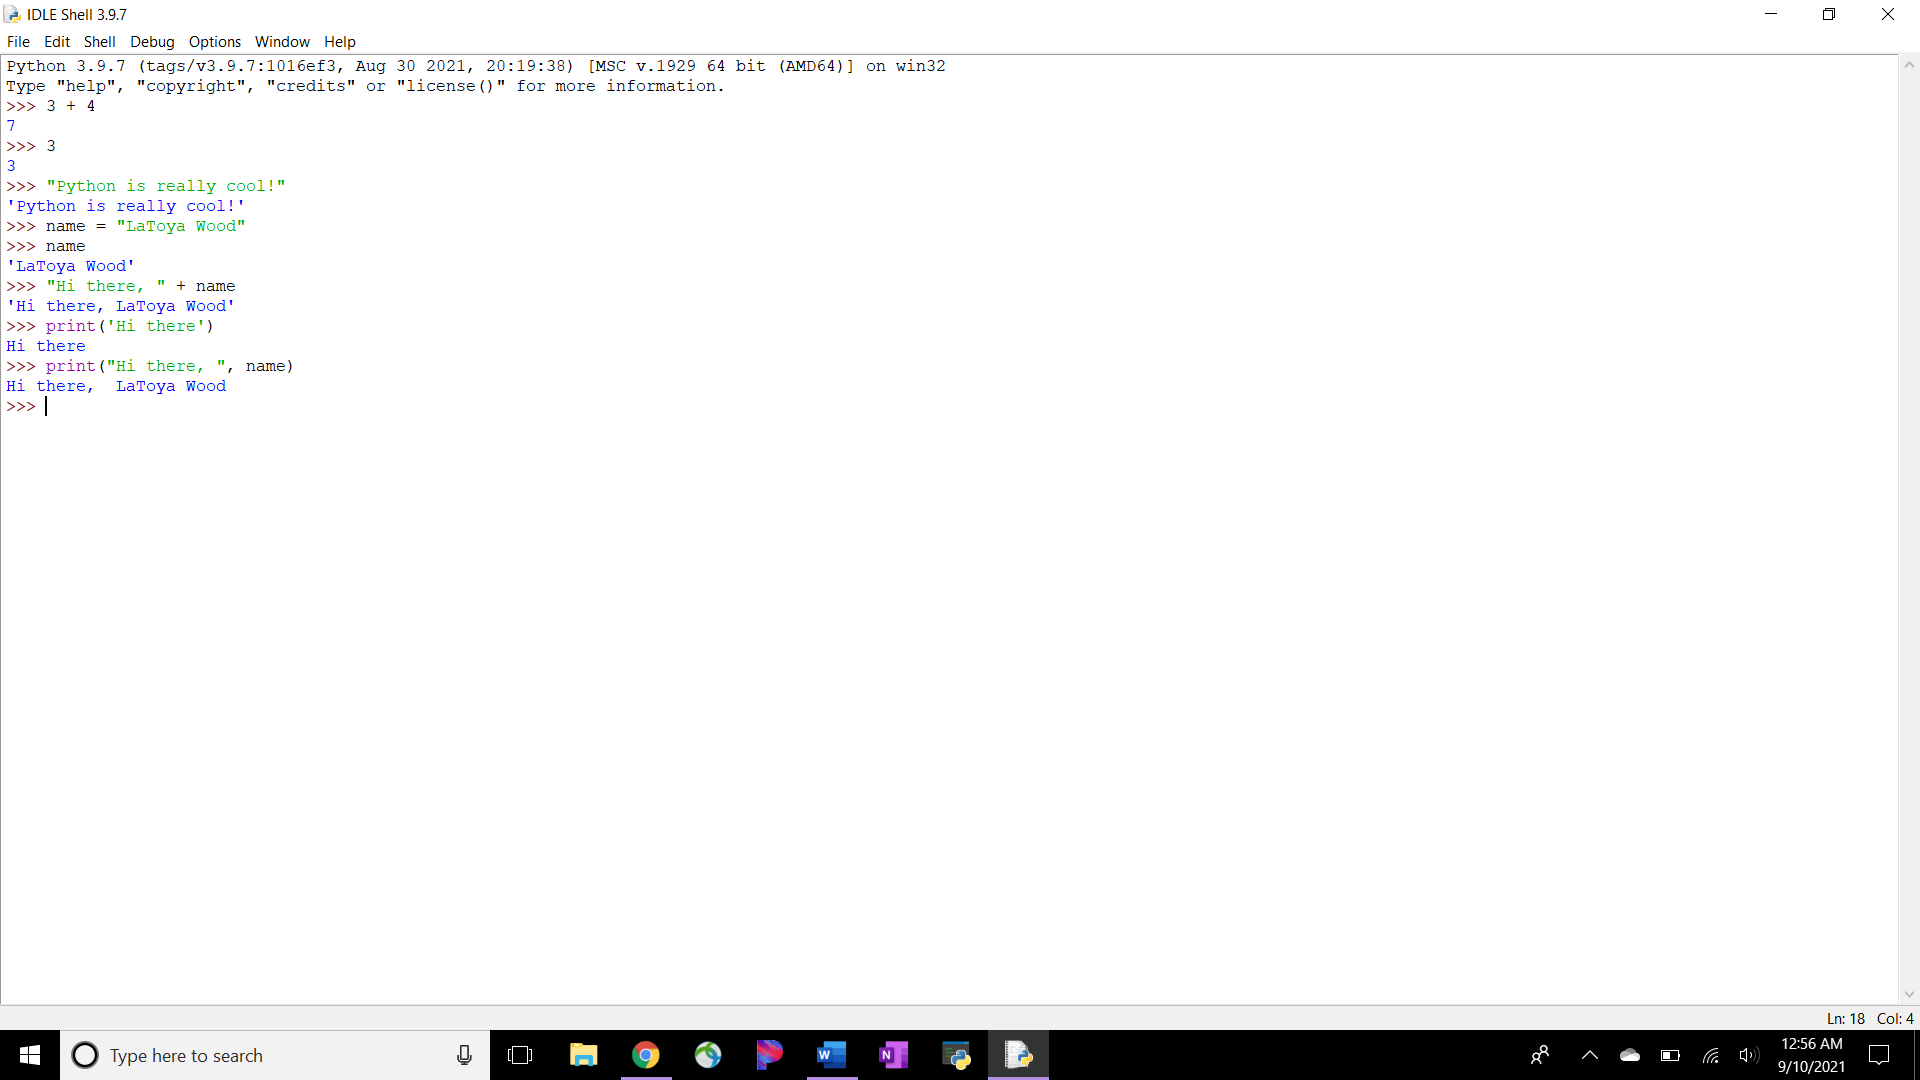 IDLE Shell 3.9.7
File Edit Shell Debug Options Window Help
Python 3.9.7 (tags/v3.9.7:1016ef3, Aug 30 2021, 20:19:38) [MSC v.1929 64 bit (AMD64)] on win32
Type "help", "copyright", "credits" or "license()" for more information.
>>> 3 + 4
7
>>> 3
3
>>> "Python is really cool!"
'Python is really cool!'
>>> name = "LaToya Wood"
>>> name
'LaToya Wood'
>>> "Hi there, " + name
'Hi there, LaToya Wood'
>>> print('Hi there')
Hi there
>>> print("Hi there, ", name)
Hi there,  LaToya Wood
>>>
Ln: 18 Col: 4
Type here to search
W
N
12:56 AM
9/10/2021